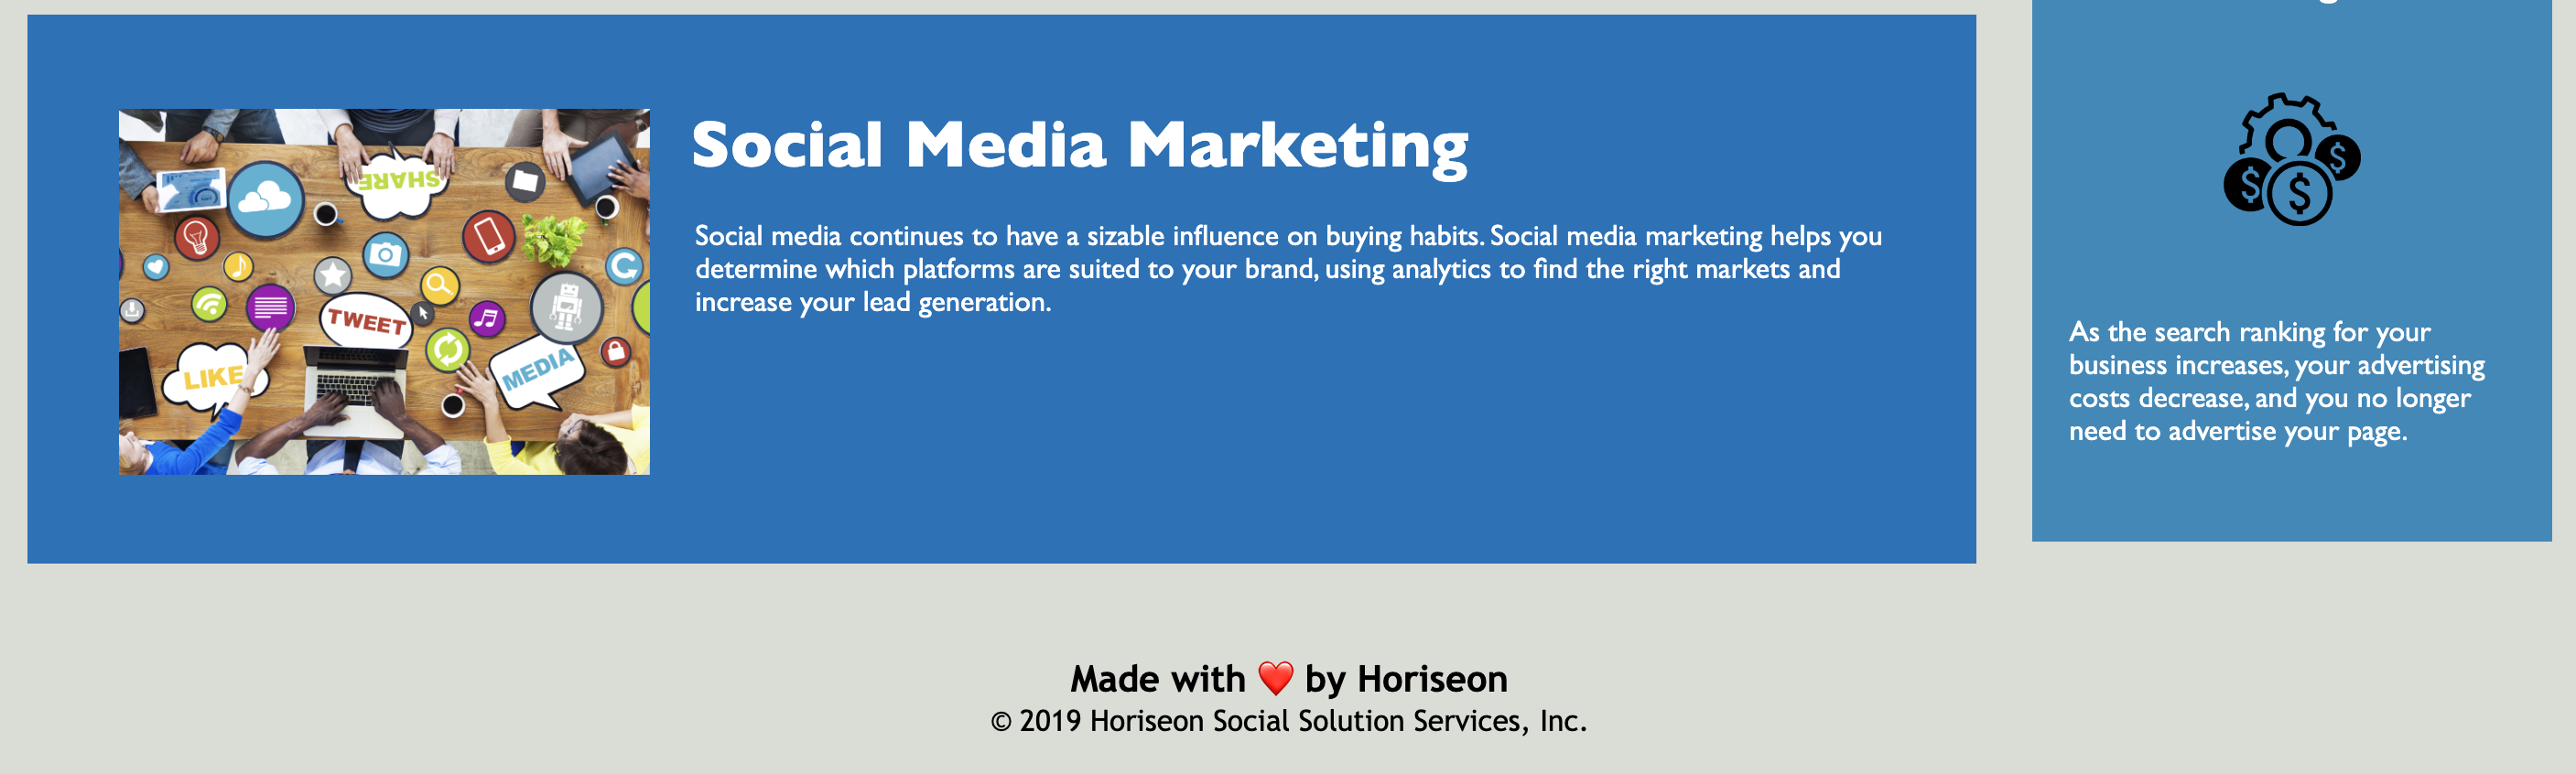 SHARE
TWEET
LIKE
MEDIA
Social Media Marketing
Social media continues to have a sizable influence on buying habits. Social media marketing helps you
determine which platforms are suited to your brand, using analytics to find the right markets and
increase your lead generation.
$
$
$
As the search ranking for your
business increases, your advertising
costs decrease, and you no longer
need to advertise your page.
Made with ❤️ by Horiseon
© 2019 Horiseon Social Solution Services, Inc.